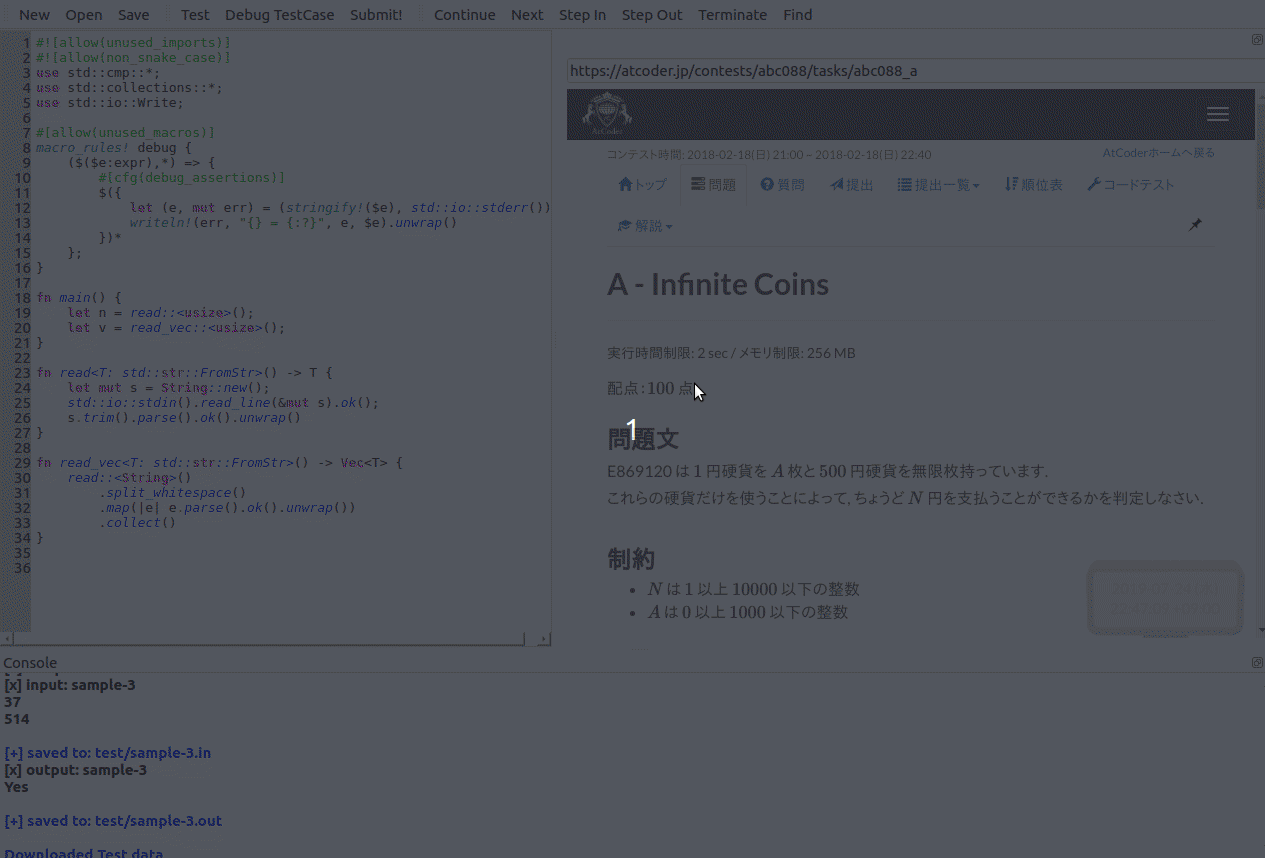 New Open Save Test Debug TestCase Submit! Continue Next Step In Step Out Terminate Find
1 #![allow(unused_imports)]
2 #![allow(non_snake_case)]
3 use std::cmp::*;
4 use std::collections::*;
5 use std::io::Write;
6
7 #[allow(unused_macros)]
8 macro_rules! debug {
9     ($($e:expr),*) => {
10         #[cfg(debug_assertions)]
11         $({
12             let (e, mut err) = (stringify!($e), std::io::stderr())
13             writeln!(err, "{} = {:?}", e, $e).unwrap()
14         })*
15     };
16 }
17
18 fn main() {
19     let n = read::<usize>();
20     let v = read_vec::<usize>();
21 }
22
23 fn read<T: std::str::FromStr>() -> T {
24     let mut s = String::new();
25     std::io::stdin().read_line(&mut s).ok();
26     s.trim().parse().ok().unwrap()
27 }
28
29 fn read_vec<T: std::str::FromStr>() -> Vec<T> {
30     read::<String>()
31         .split_whitespace()
32         .map(|e| e.parse().ok().unwrap())
33         .collect()
34 }
35
36
https://atcoder.jp/contests/abc088/tasks/abc088_a
AtCoder
コンテスト時間: 2018-02-18(日) 21:00 ~ 2018-02-18(日) 22:40 AtCoderホームへ戻る
トップ 問題 質問 提出 提出一覧 順位表 コードテスト
解説
A - Infinite Coins
実行時間制限: 2 sec / メモリ制限: 256 MB
配点 : 100 点
1
問題文
E869120 は 1 円硬貨を A 枚と 500 円硬貨を無限枚持っています.
これらの硬貨だけを使うことによって, ちょうど N 円を支払うことができるかを判定しなさい.
制約
N は 1 以上 10000 以下の整数
A は 0 以上 1000 以下の整数
Console
[x] input: sample-3
37
514
[+] saved to: test/sample-3.in
[x] output: sample-3
Yes
[+] saved to: test/sample-3.out
Downloaded Test data